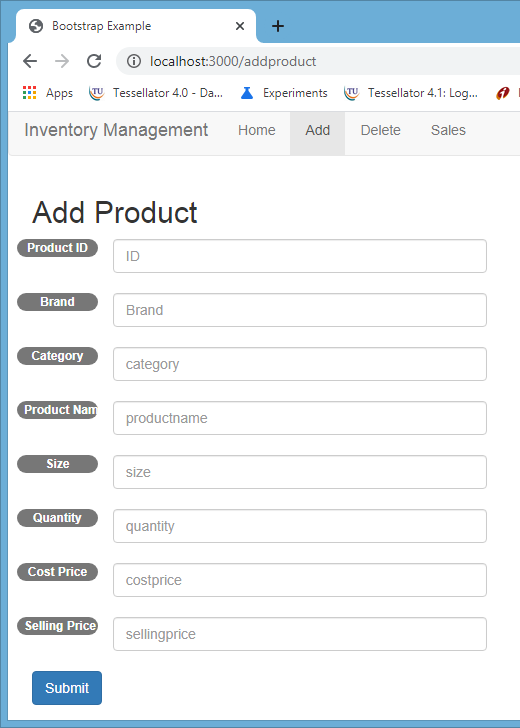 Bootstrap Example
localhost:3000/addproduct
Apps Tessellator 4.0 - Da... Experiments Tessellator 4.1: Log...
Inventory Management Home Add Delete Sales
Add Product
Product ID ID
Brand Brand
Category category
Product Nam productname
Size size
Quantity quantity
Cost Price costprice
Selling Price sellingprice
Submit